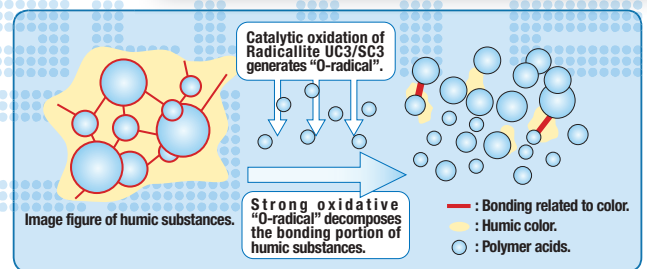 Catalytic oxidation of
Radicallite UC3/SC3
generates “O-radical”.
Image figure of humic substances.
Strong oxidative
“O-radical” decomposes
the bonding portion of
humic substances.
: Bonding related to color.
: Humic color.
: Polymer acids.